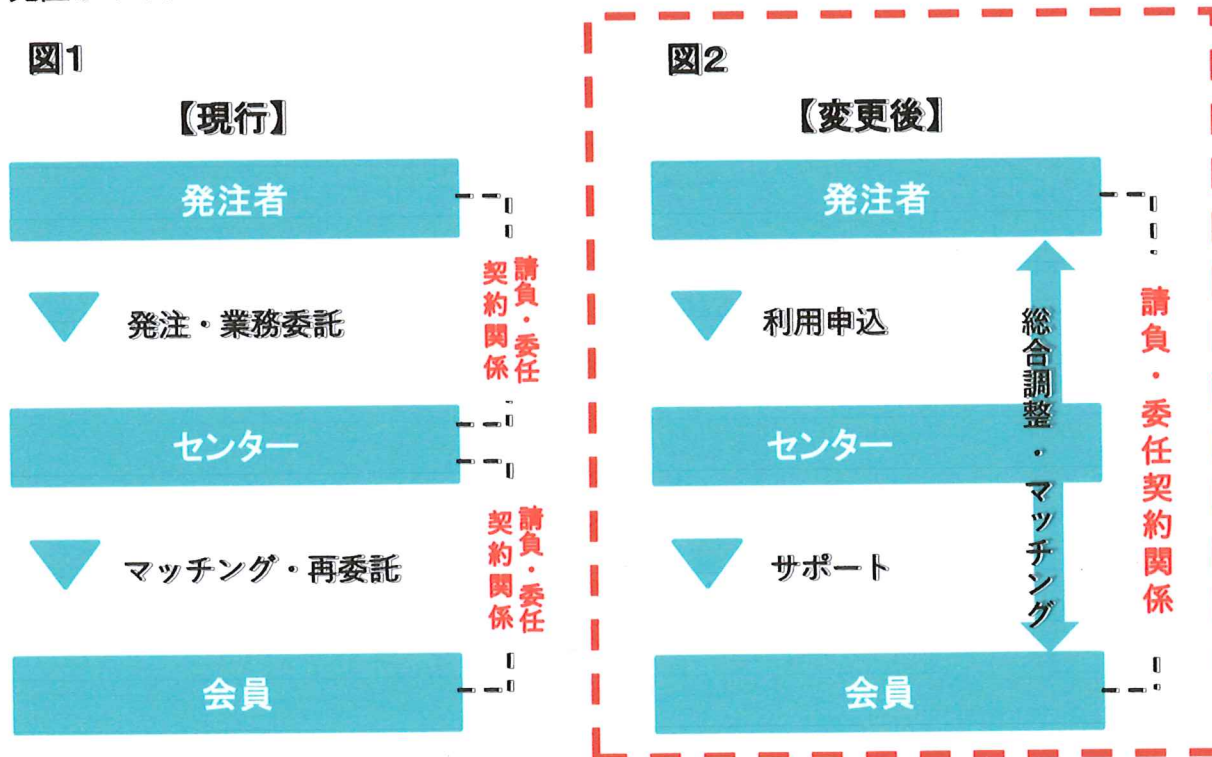 図1
【現行】
発注者
発注・業務委託
請負・委任
契約関係
センター
マッチング・再委託
請負・委任
契約関係
会員
図2
【変更後】
発注者
利用申込
総合調整・マッチング
請負・委任契約関係
センター
サポート
会員